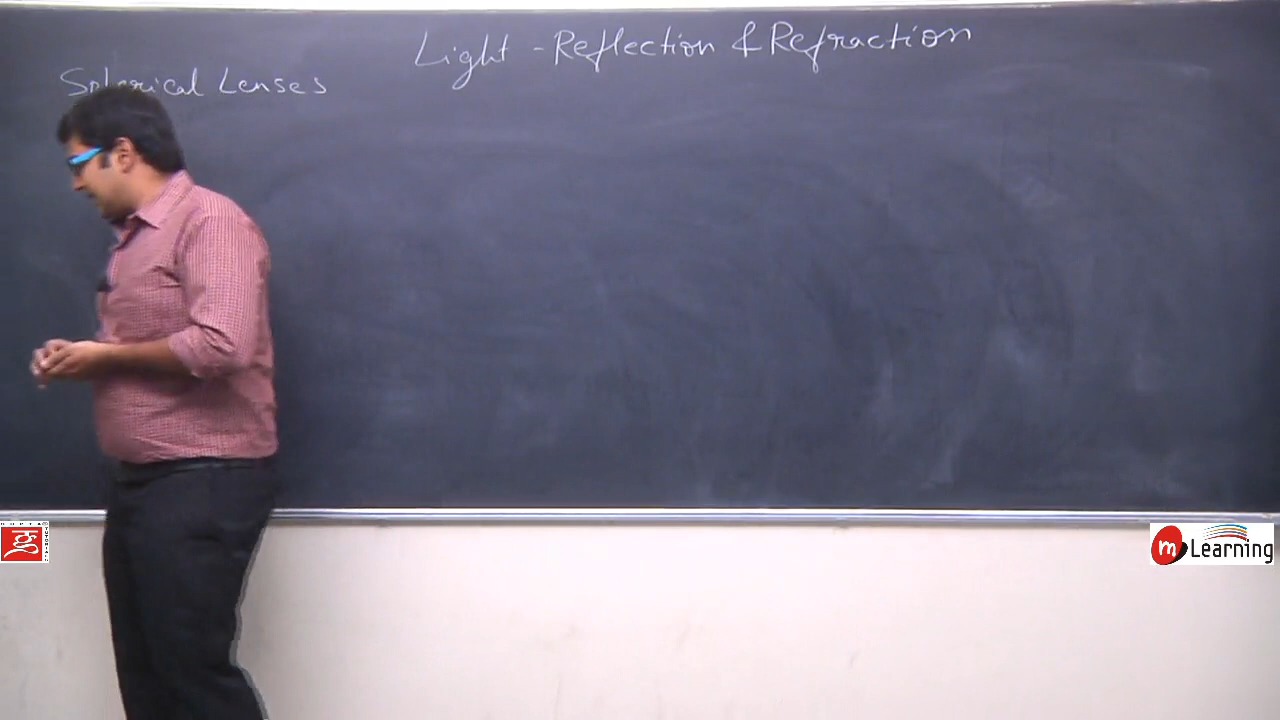 Light - Reflection & Refraction
Spherical Lenses
m Learning